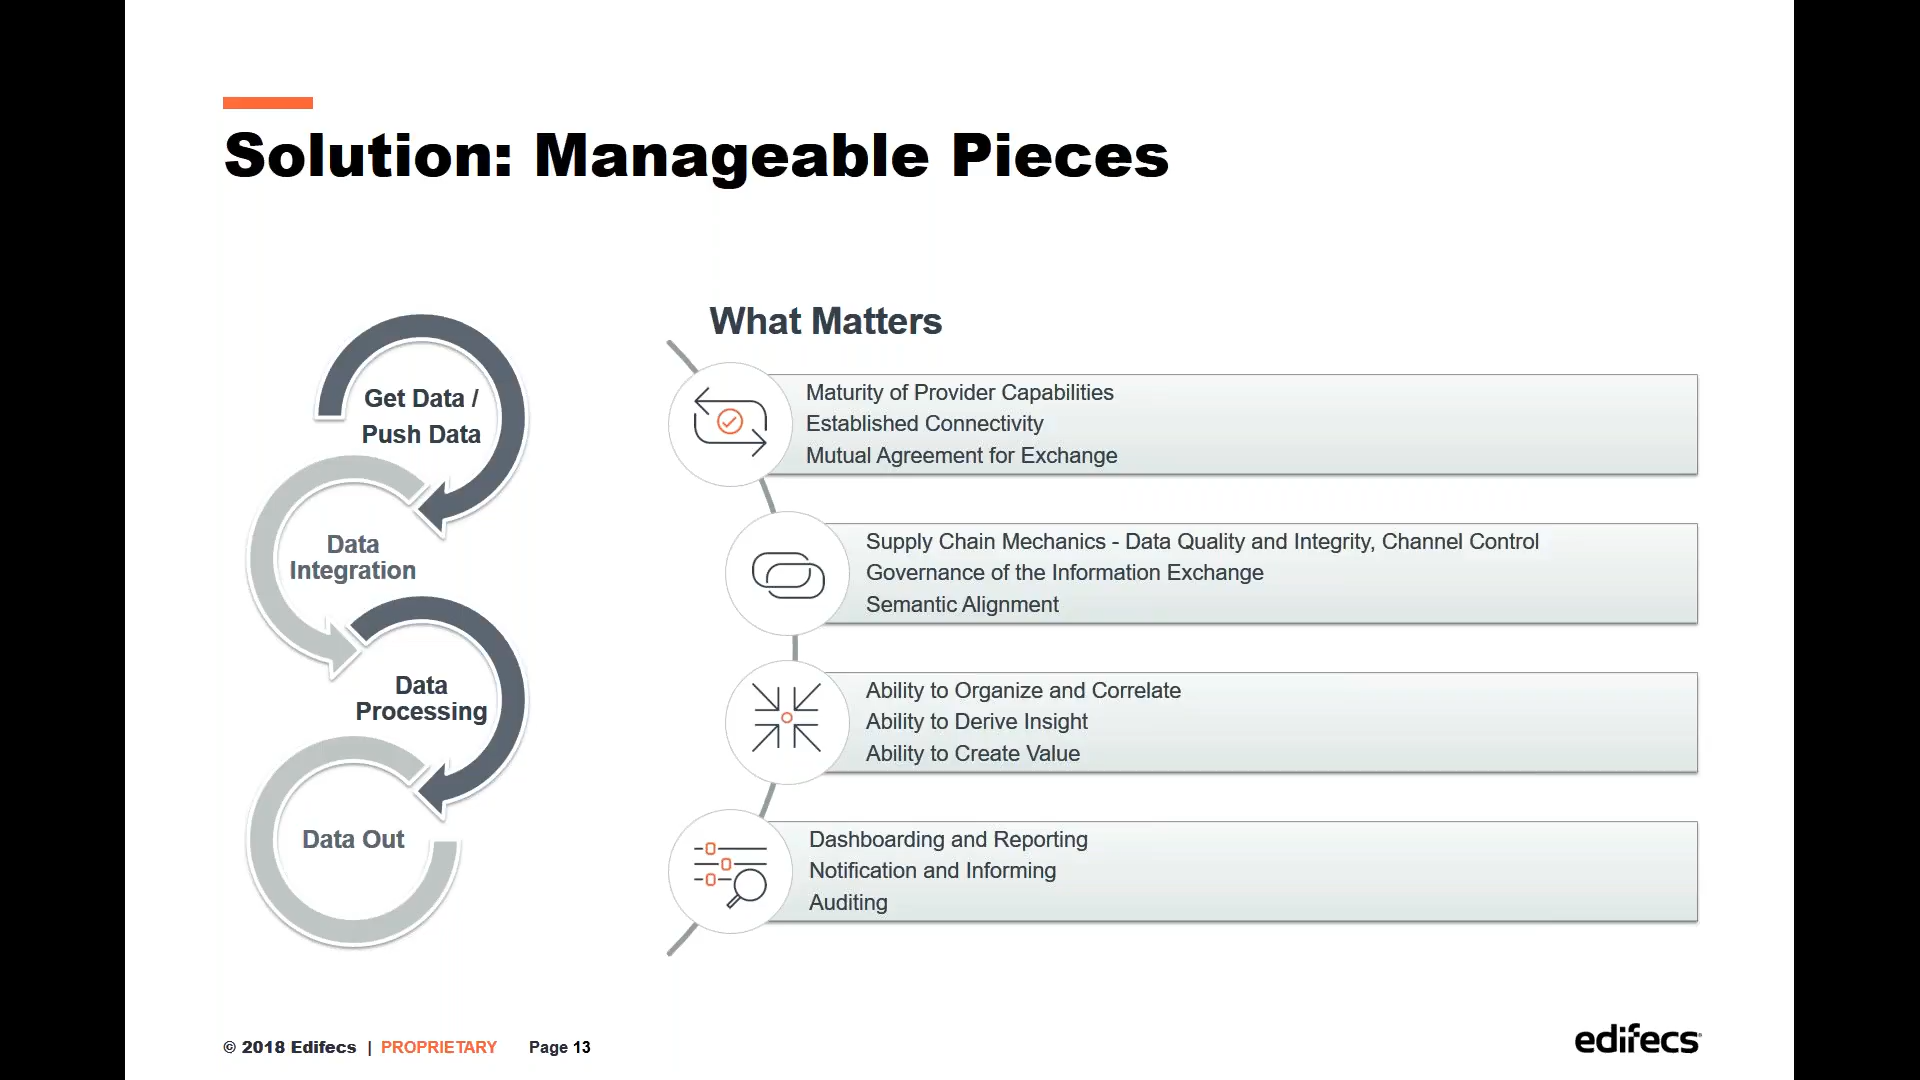 Solution: Manageable Pieces
Get Data /
Push Data
Data
Integration
Data
Processing
Data Out
What Matters
Maturity of Provider Capabilities
Established Connectivity
Mutual Agreement for Exchange
Supply Chain Mechanics - Data Quality and Integrity, Channel Control
Governance of the Information Exchange
Semantic Alignment
Ability to Organize and Correlate
Ability to Derive Insight
Ability to Create Value
Dashboarding and Reporting
Notification and Informing
Auditing
© 2018 Edifecs | PROPRIETARY Page 13
edifecs